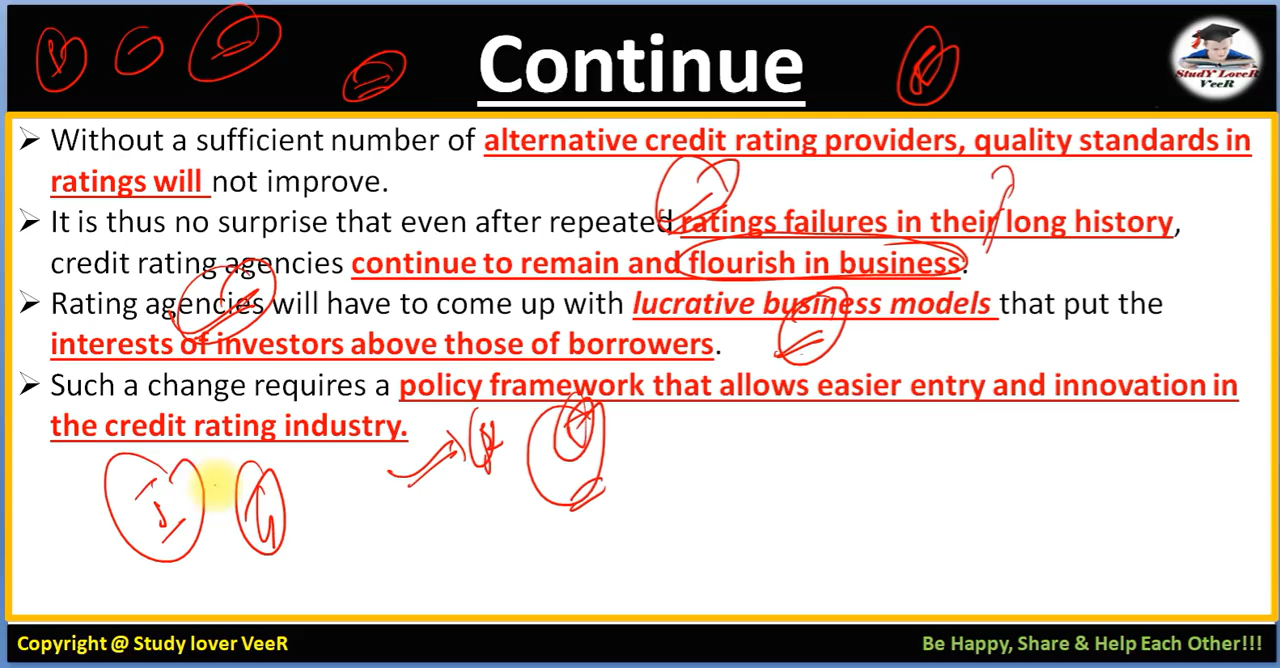 Continue
StudY LoveR
VeeR
➢ Without a sufficient number of alternative credit rating providers, quality standards in
ratings will not improve.
➢ It is thus no surprise that even after repeated ratings failures in their long history,
credit rating agencies continue to remain and flourish in business.
➢ Rating agencies will have to come up with lucrative business models that put the
interests of investors above those of borrowers.
➢ Such a change requires a policy framework that allows easier entry and innovation in
the credit rating industry.
Copyright @ Study lover VeeR
Be Happy, Share & Help Each Other!!!